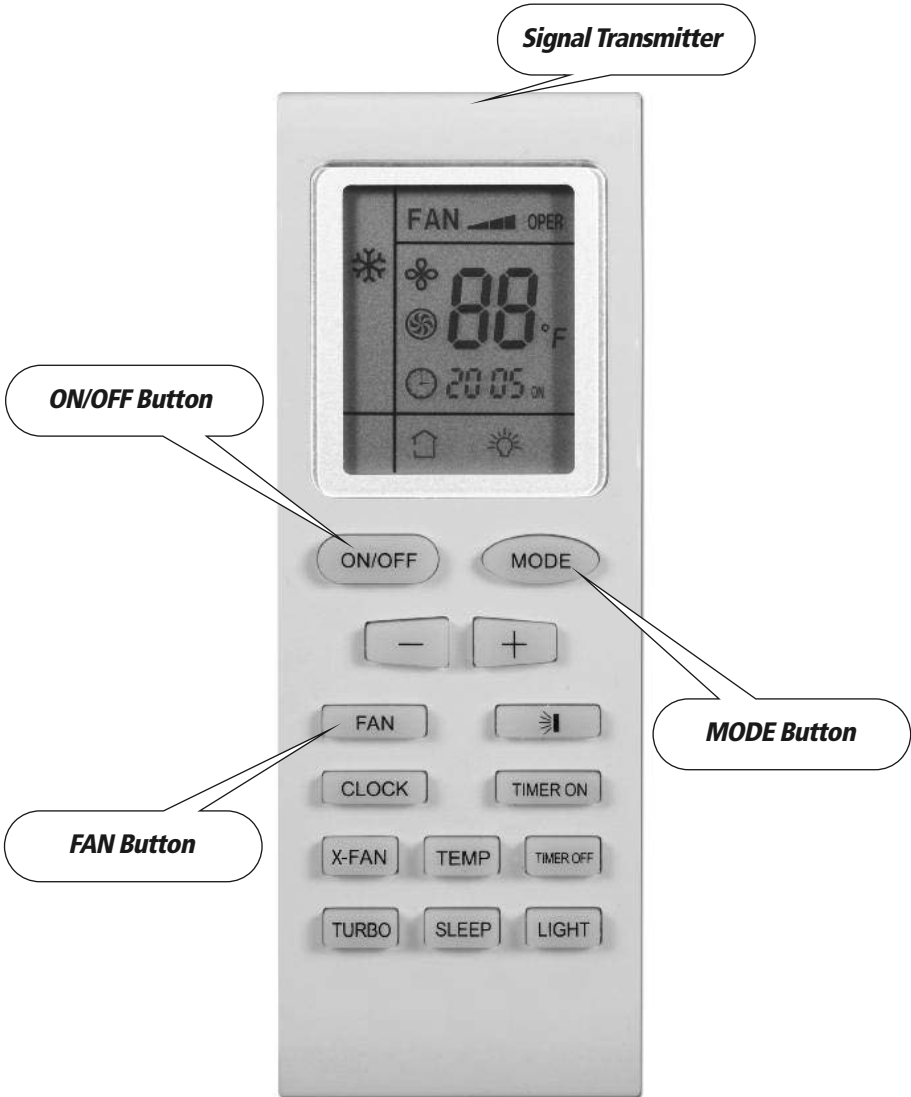 Signal Transmitter
FAN OPER
88 °F
20 05 ON
ON/OFF Button
ON/OFF MODE
− +
FAN
MODE Button
CLOCK TIMER ON
FAN Button
X-FAN TEMP TIMER OFF
TURBO SLEEP LIGHT